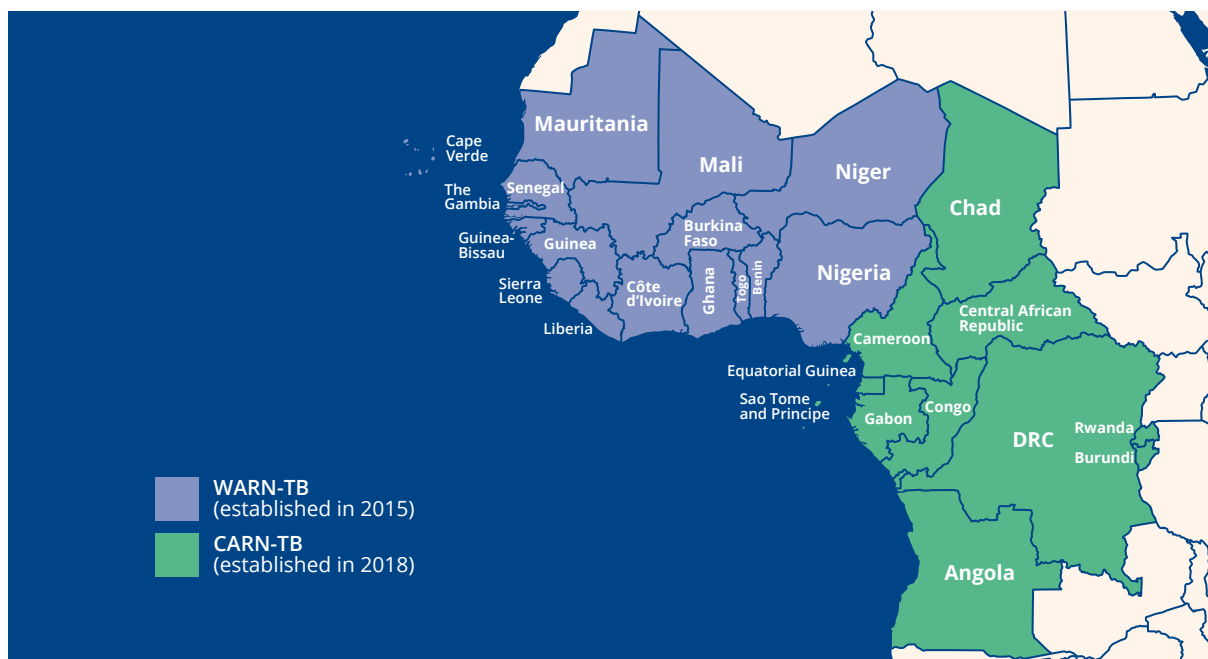 Mauritania
Cape
Verde
Mali
Niger
Senegal
The
Gambia
Chad
Burkina
Faso
Guinea-
Bissau
Guinea
Nigeria
Sierra
Leone
Côte
d'Ivoire
Ghana
Togo
Benin
Liberia
Central African
Republic
Cameroon
Equatorial Guinea
Sao Tome
and Principe
Gabon
Congo
DRC
Rwanda
Burundi
WARN-TB
(established in 2015)
CARN-TB
(established in 2018)
Angola